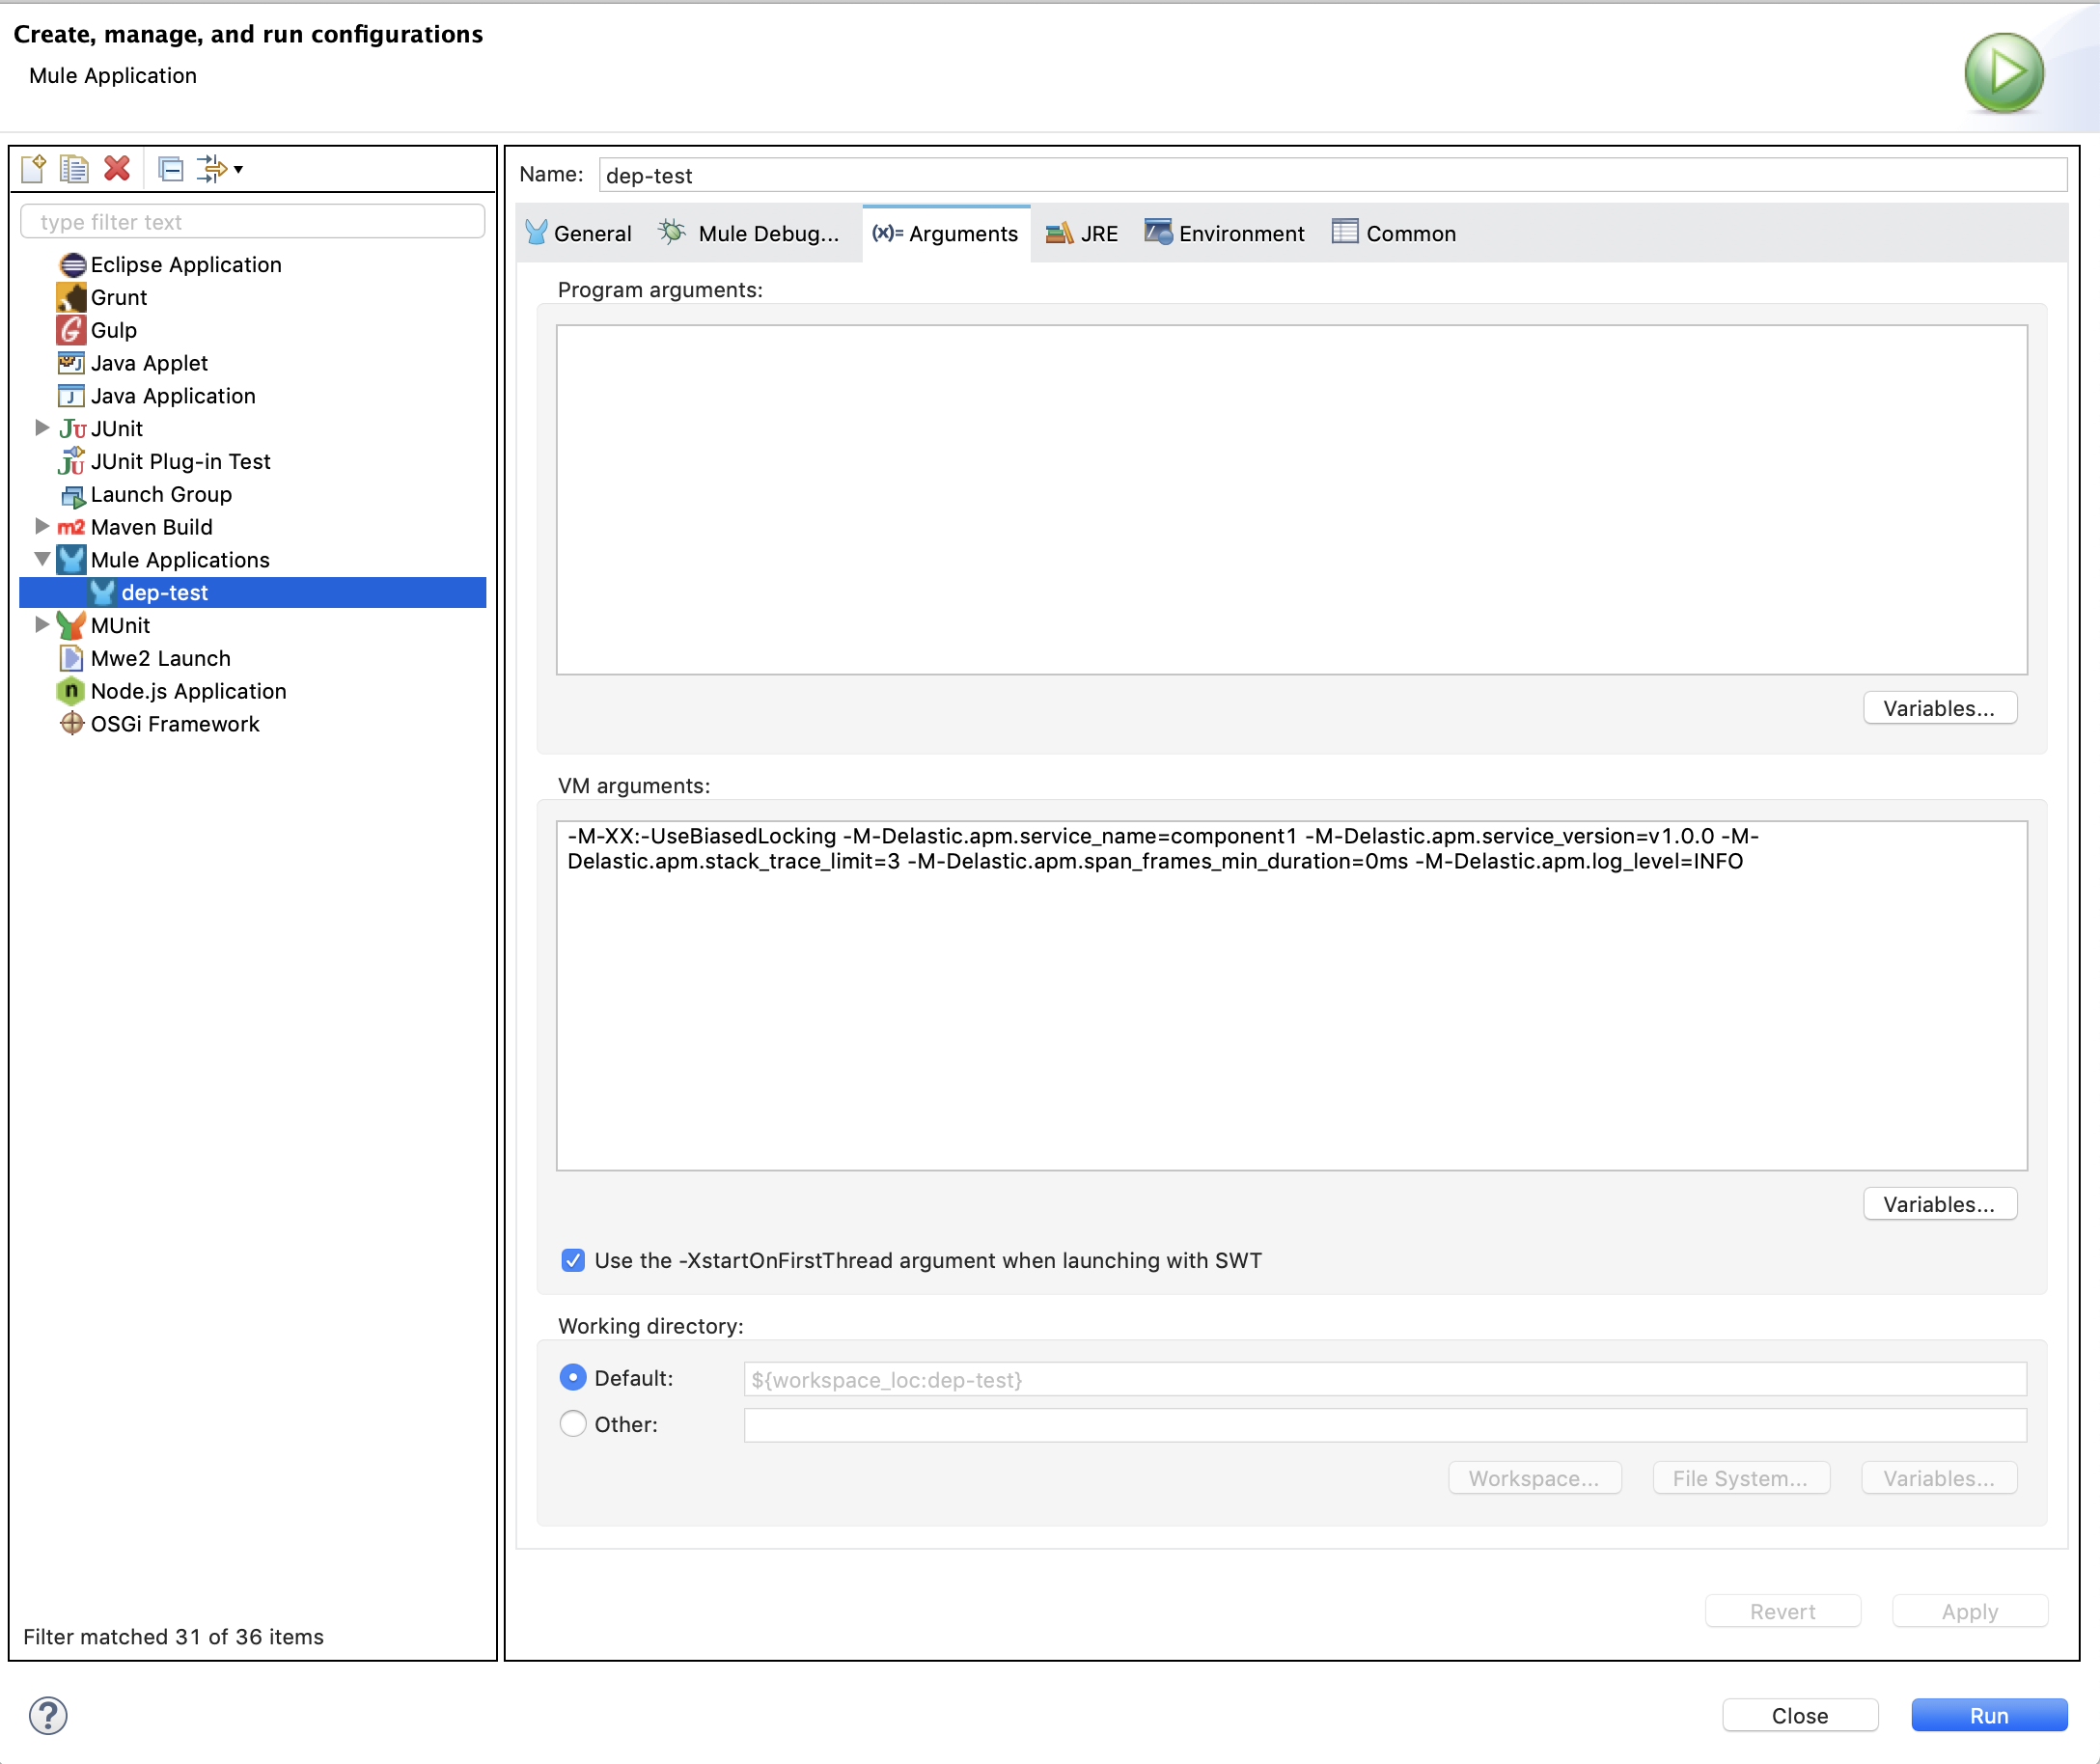 Create, manage, and run configurations
Mule Application
type filter text
Eclipse Application
Grunt
Gulp
Java Applet
Java Application
JUnit
JUnit Plug-in Test
Launch Group
Maven Build
Mule Applications
dep-test
MUnit
Mwe2 Launch
Node.js Application
OSGi Framework
Filter matched 31 of 36 items
Name: dep-test
General Mule Debug... (x)= Arguments JRE Environment Common
Program arguments:
Variables...
VM arguments:
-M-XX:-UseBiasedLocking -M-Delastic.apm.service_name=component1 -M-Delastic.apm.service_version=v1.0.0 -M-
Delastic.apm.stack_trace_limit=3 -M-Delastic.apm.span_frames_min_duration=0ms -M-Delastic.apm.log_level=INFO
Variables...
Use the -XstartOnFirstThread argument when launching with SWT
Working directory:
Default: ${workspace_loc:dep-test}
Other:
Workspace... File System... Variables...
Revert Apply
Close Run